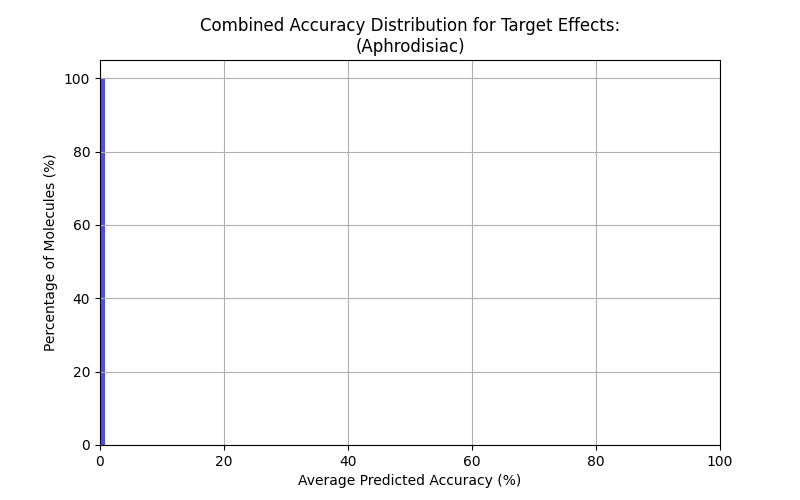 Combined Accuracy Distribution for Target Effects:
(Aphrodisiac)
100
80
60
40
20
0
Percentage of Molecules (%)
0 20 40 60 80 100
Average Predicted Accuracy (%)